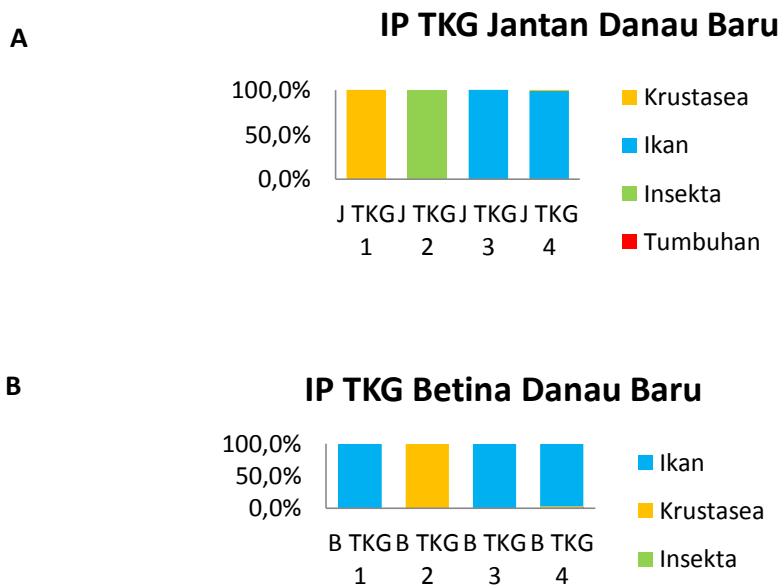 A
IP TKG Jantan Danau Baru
100,0%
50,0%
0,0%
J TKG J TKG J TKG J TKG
1 2 3 4
Krustasea
Ikan
Insekta
Tumbuhan
B
IP TKG Betina Danau Baru
100,0%
50,0%
0,0%
B TKG B TKG B TKG B TKG
1 2 3 4
Ikan
Krustasea
Insekta